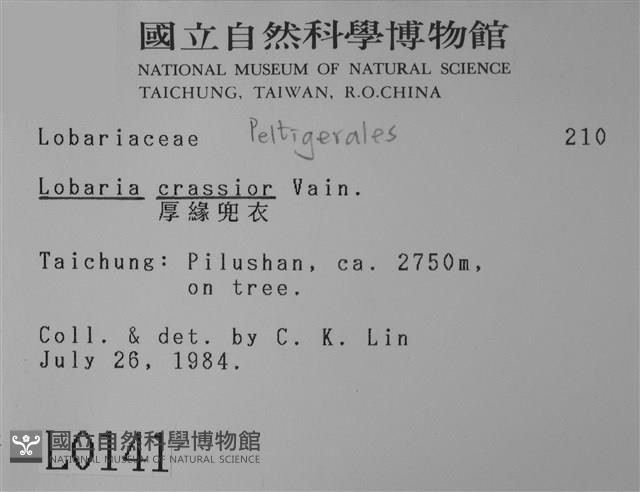 國立自然科學博物館
NATIONAL MUSEUM OF NATURAL SCIENCE
TAICHUNG, TAIWAN, R.O.CHINA
Lobariaceae Peltigerales 210
Lobaria crassior Vain.
厚緣兜衣
Taichung: Pilushan, ca. 2750m,
on tree.
Coll. & det. by C. K. Lin
July 26, 1984.
國立自然科學博物館
NATIONAL MUSEUM OF NATURAL SCIENCE
L0141